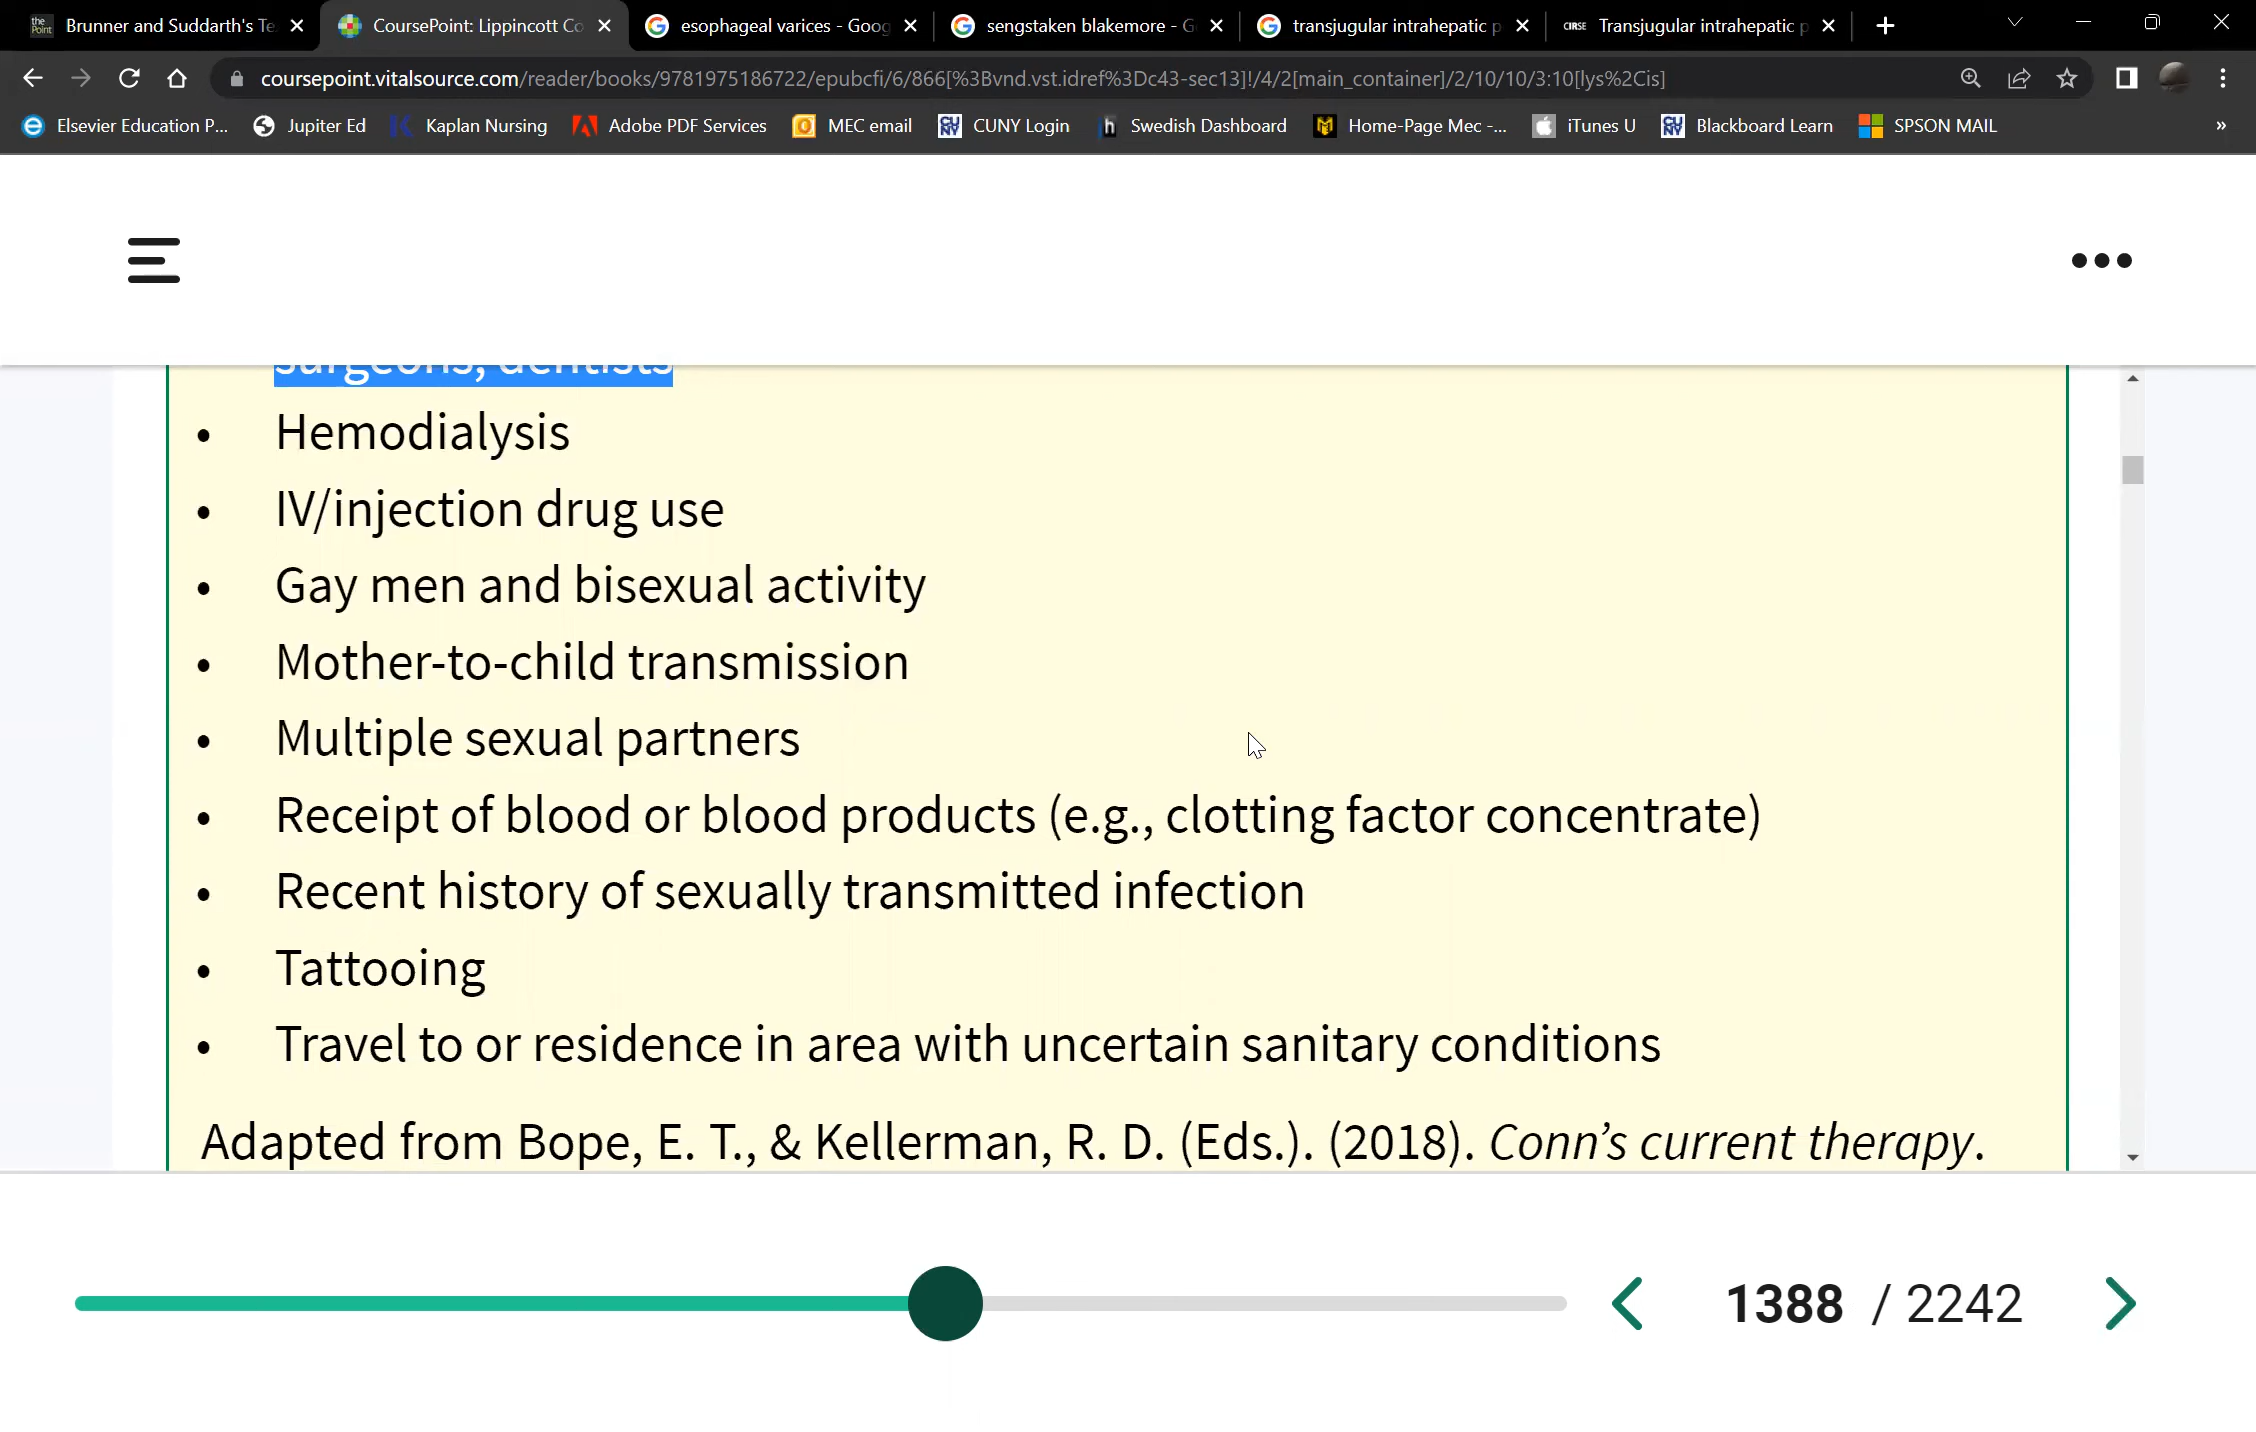 the Point
Brunner and Suddarth's Te
CoursePoint: Lippincott Co
esophageal varices - Goog
sengstaken blakemore - G
transjugular intrahepatic p
CIRSE
Transjugular intrahepatic p
coursepoint.vitalsource.com/reader/books/9781975186722/epubcfi/6/866[%3Bvnd.vst.idref%3Dc43-sec13]!/4/2[main_container]/2/10/10/3:10[lys%2Cis]
Elsevier Education P...
Jupiter Ed
Kaplan Nursing
Adobe PDF Services
MEC email
CUNY Login
Swedish Dashboard
Home-Page Mec -...
iTunes U
Blackboard Learn
SPSON MAIL
»
surgeons, dentists
• Hemodialysis
• IV/injection drug use
• Gay men and bisexual activity
• Mother-to-child transmission
• Multiple sexual partners
• Receipt of blood or blood products (e.g., clotting factor concentrate)
• Recent history of sexually transmitted infection
• Tattooing
• Travel to or residence in area with uncertain sanitary conditions
Adapted from Bope, E. T., & Kellerman, R. D. (Eds.). (2018). Conn’s current therapy.
1388 / 2242